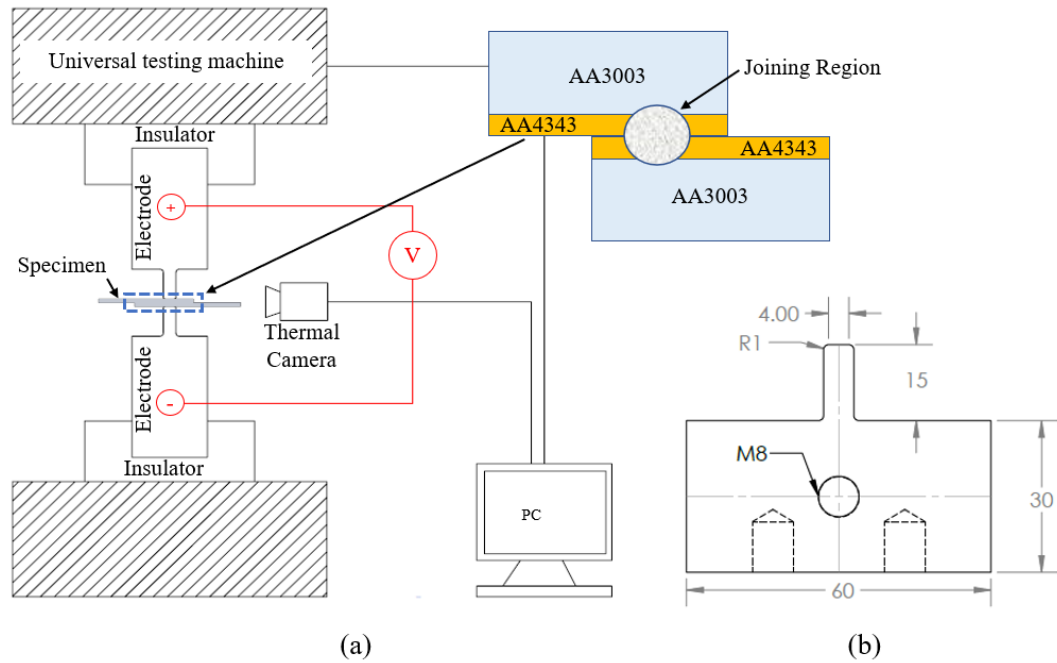 Universal testing machine
Insulator
Electrode
+
V
Specimen
Thermal
Camera
Electrode
-
Insulator
PC
AA3003
Joining Region
AA4343
AA4343
AA3003
4.00
R1
15
M8
30
60
(a)
(b)